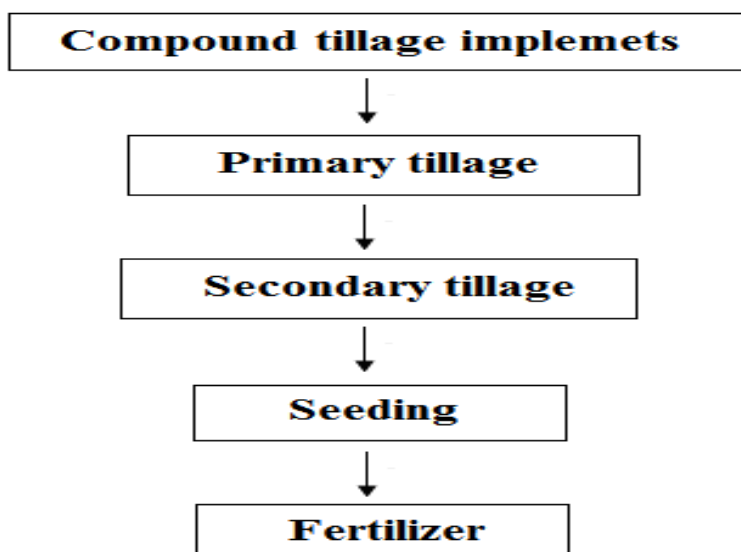 Compound tillage implemets
Primary tillage
Secondary tillage
Seeding
Fertilizer